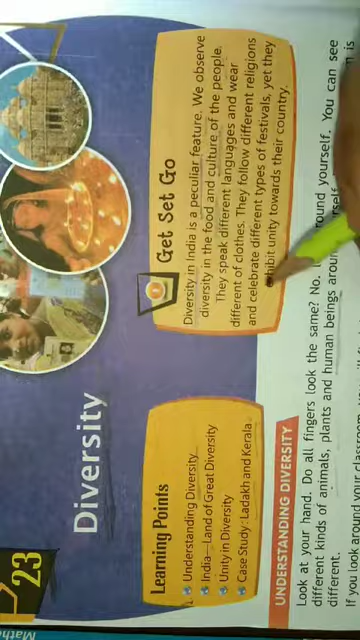 23
Diversity
Learning Points
Understanding Diversity
India—Land of Great Diversity
Unity in Diversity
Case Study : Ladakh and Kerala
Get Set Go
Diversity in India is a peculiar feature. We observe
diversity in the food and culture of the people.
They speak different languages and wear
different of clothes. They follow different religions
and celebrate different types of festivals, yet they
exhibit unity towards their country.
UNDERSTANDING DIVERSITY
Look at your hand. Do all fingers look the same? No, round yourself. You can see
different kinds of animals, plants and human beings around
different.
If you look around your classroom
is